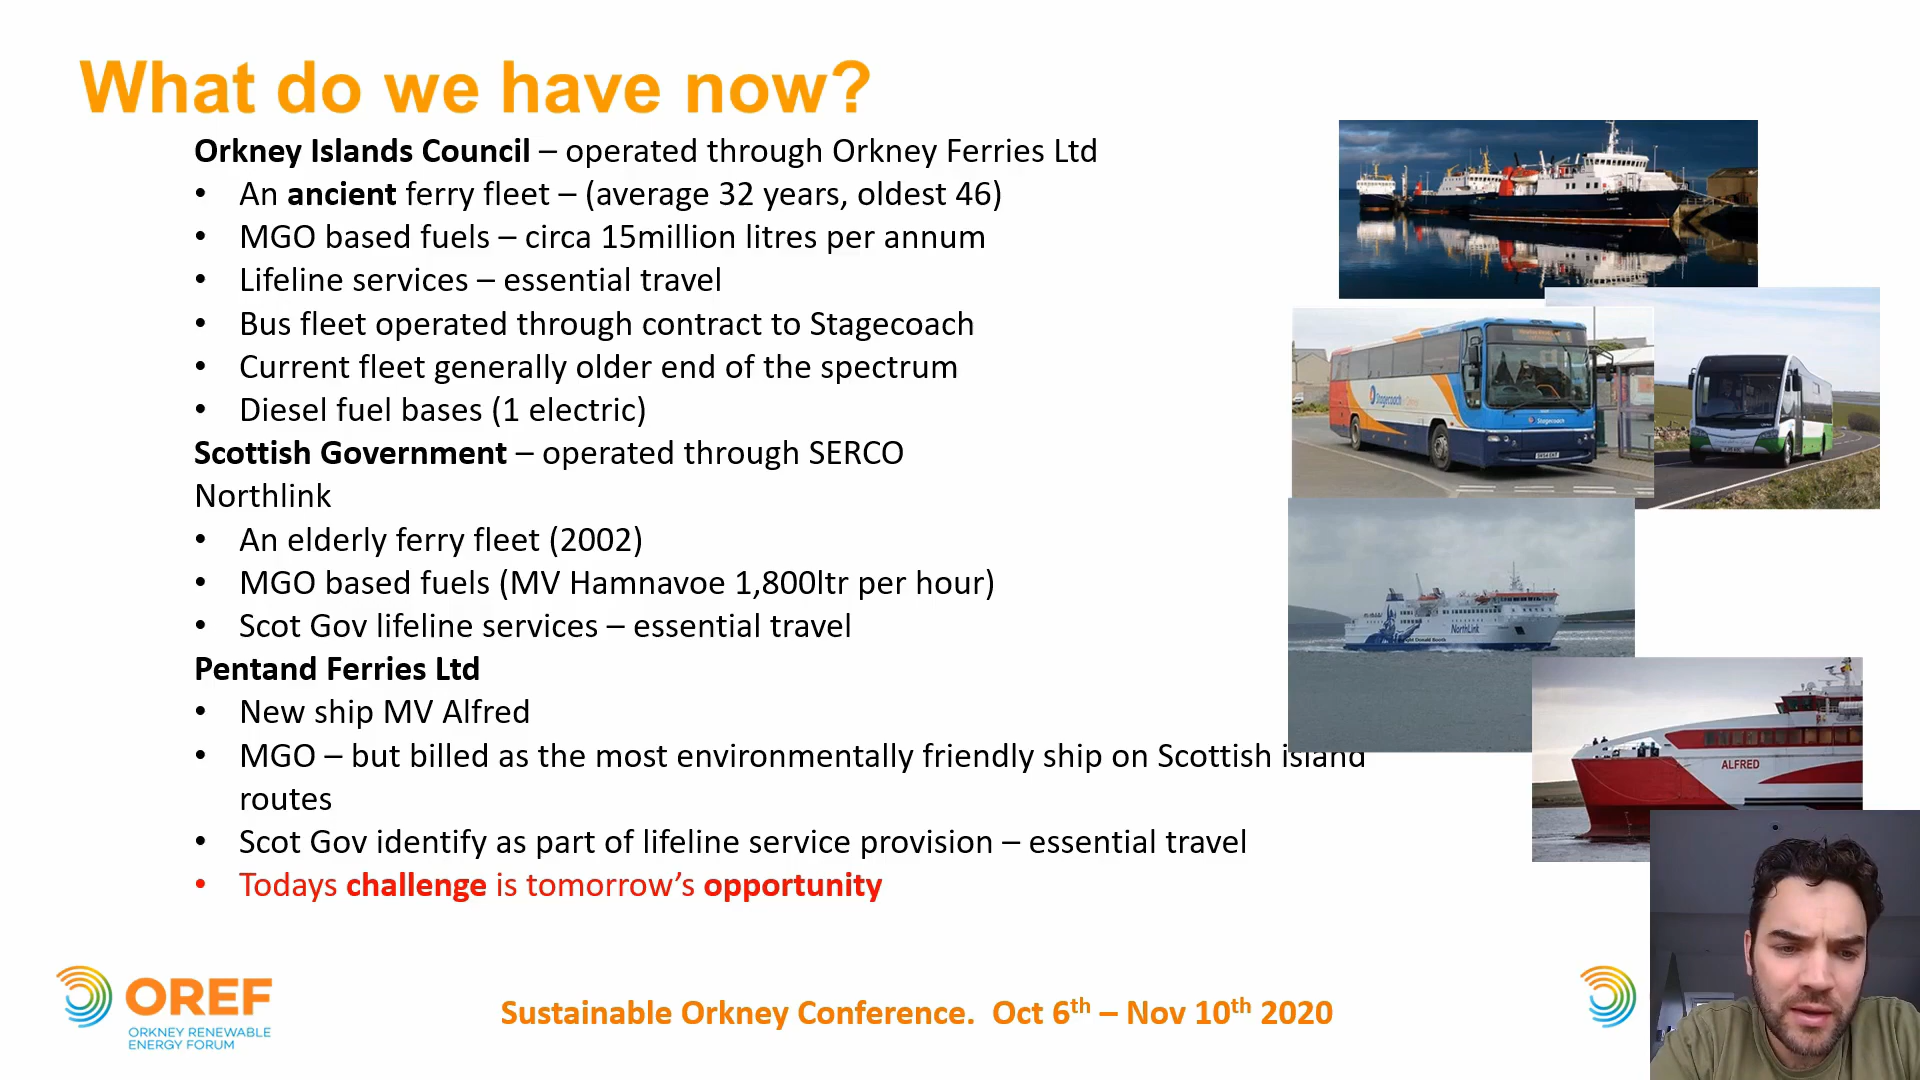 What do we have now?
Orkney Islands Council – operated through Orkney Ferries Ltd
• An ancient ferry fleet – (average 32 years, oldest 46)
• MGO based fuels – circa 15million litres per annum
• Lifeline services – essential travel
• Bus fleet operated through contract to Stagecoach
• Current fleet generally older end of the spectrum
• Diesel fuel bases (1 electric)
Scottish Government – operated through SERCO
Northlink
• An elderly ferry fleet (2002)
• MGO based fuels (MV Hamnavoe 1,800ltr per hour)
• Scot Gov lifeline services – essential travel
Pentand Ferries Ltd
• New ship MV Alfred
• MGO – but billed as the most environmentally friendly ship on Scottish island
routes
• Scot Gov identify as part of lifeline service provision – essential travel
• Todays challenge is tomorrow's opportunity
Stagecoach
Stagecoach
NorthLink
ALFRED
OREF
ORKNEY RENEWABLE
ENERGY FORUM
Sustainable Orkney Conference. Oct 6th – Nov 10th 2020